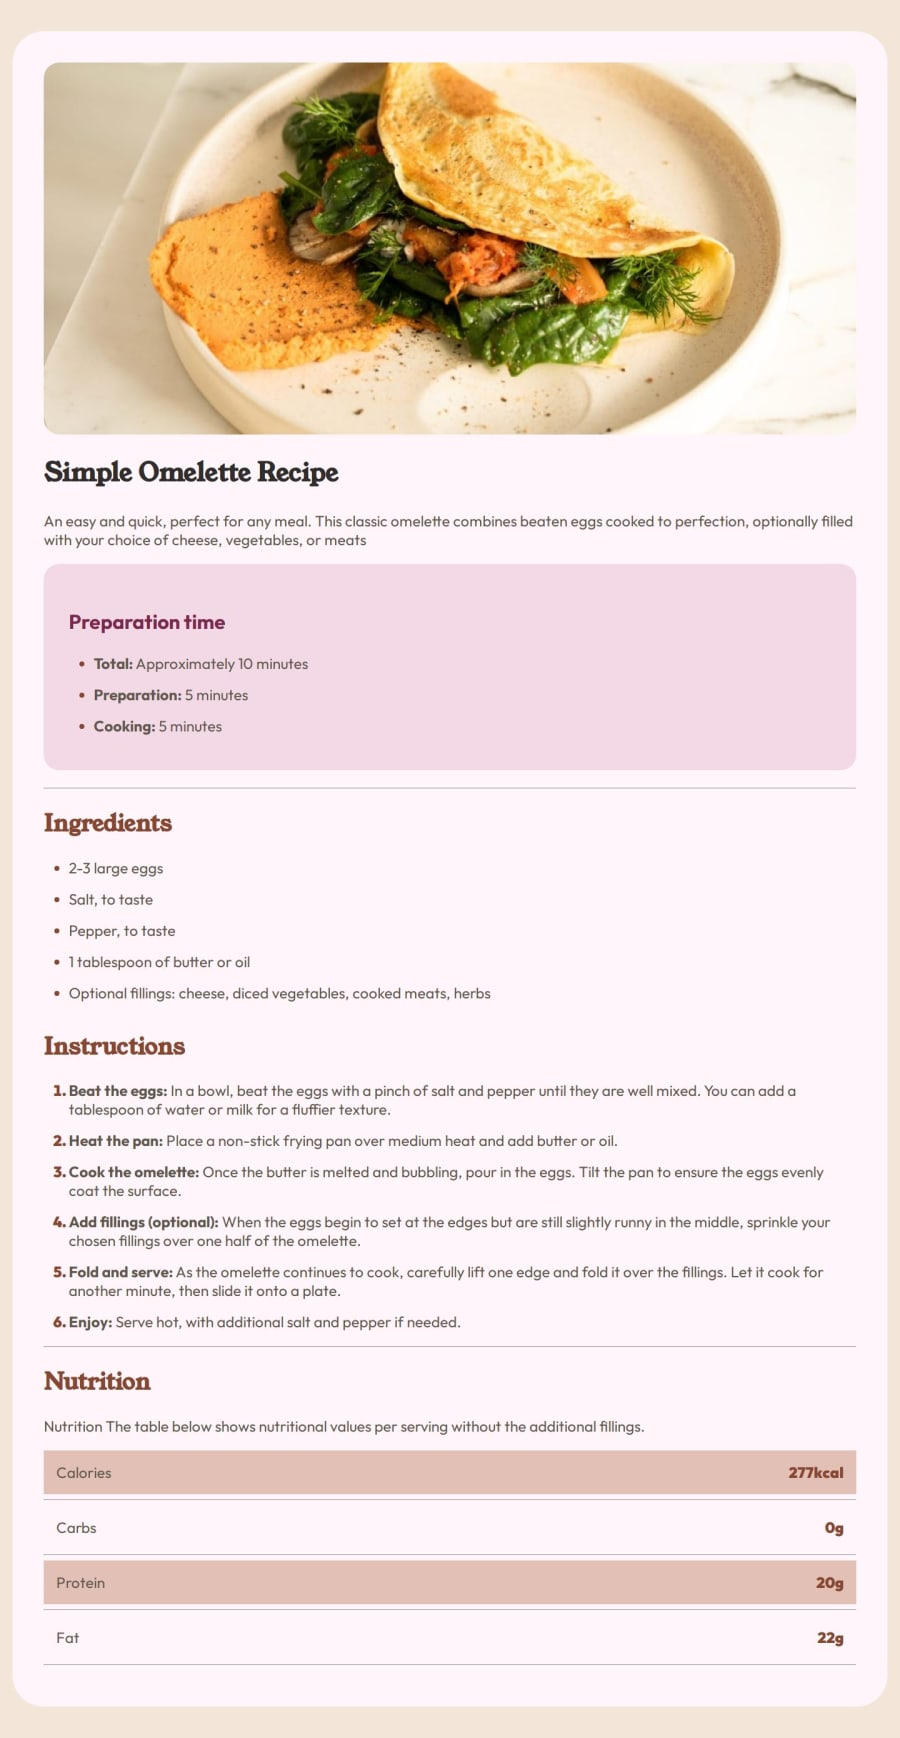 Simple Omelette Recipe
An easy and quick, perfect for any meal. This classic omelette combines beaten eggs cooked to perfection, optionally filled
with your choice of cheese, vegetables, or meats
Preparation time
• Total: Approximately 10 minutes
• Preparation: 5 minutes
• Cooking: 5 minutes
Ingredients
• 2-3 large eggs
• Salt, to taste
• Pepper, to taste
• 1 tablespoon of butter or oil
• Optional fillings: cheese, diced vegetables, cooked meats, herbs
Instructions
1. Beat the eggs: In a bowl, beat the eggs with a pinch of salt and pepper until they are well mixed. You can add a
tablespoon of water or milk for a fluffier texture.
2. Heat the pan: Place a non-stick frying pan over medium heat and add butter or oil.
3. Cook the omelette: Once the butter is melted and bubbling, pour in the eggs. Tilt the pan to ensure the eggs evenly
coat the surface.
4. Add fillings (optional): When the eggs begin to set at the edges but are still slightly runny in the middle, sprinkle your
chosen fillings over one half of the omelette.
5. Fold and serve: As the omelette continues to cook, carefully lift one edge and fold it over the fillings. Let it cook for
another minute, then slide it onto a plate.
6. Enjoy: Serve hot, with additional salt and pepper if needed.
Nutrition
Nutrition The table below shows nutritional values per serving without the additional fillings.
Calories 277kcal
Carbs 0g
Protein 20g
Fat 22g